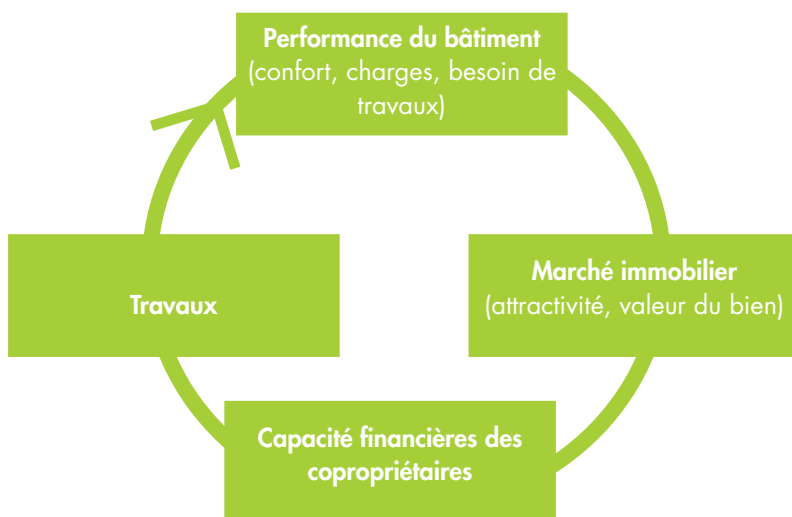 Performance du bâtiment
(confort, charges, besoin de
travaux)
Marché immobilier
(attractivité, valeur du bien)
Travaux
Capacité financières des
copropriétaires